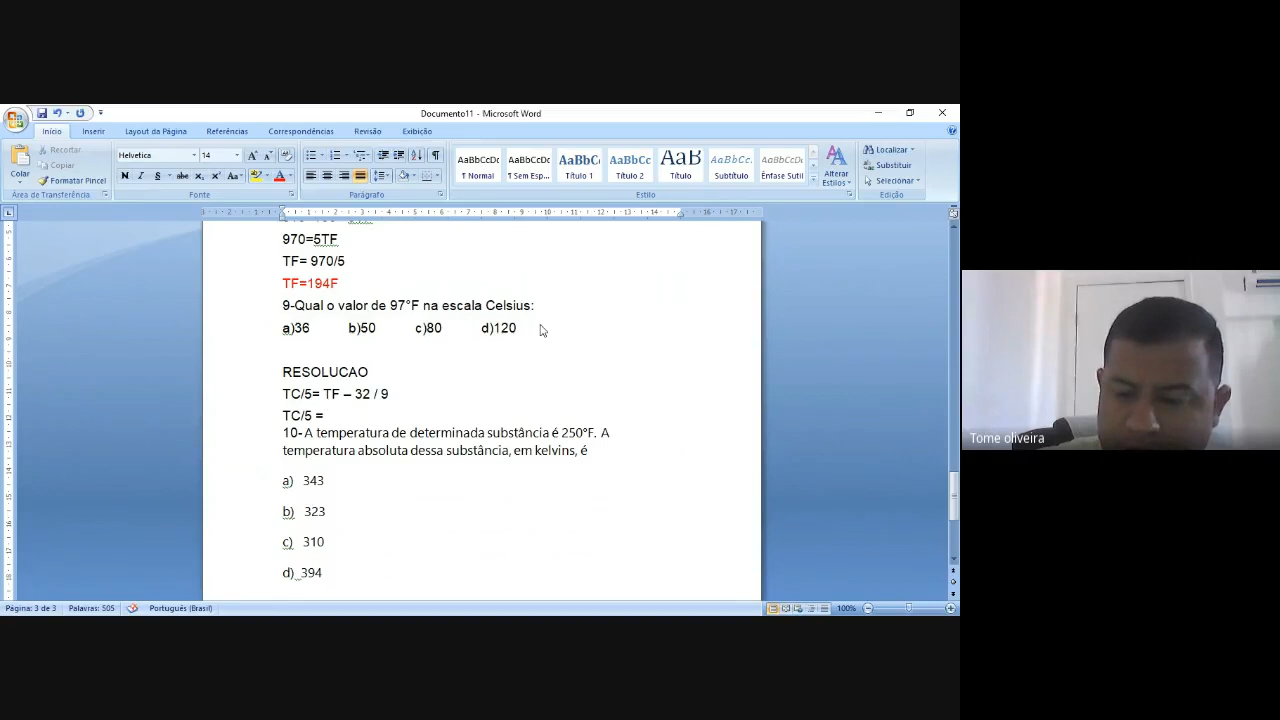 Documento11 - Microsoft Word
Início Inserir Layout da Página Referências Correspondências Revisão Exibição
Colar
Recortar
Copiar
Formatar Pincel
Área de Transferência
Helvetica 14
N I S abc x₂ x² Aa A
Fonte
Parágrafo
AaBbCcDc AaBbCcDc AaBbC AaBbCc AaB AaBbCc. AaBbCcDc
¶ Normal ¶ Sem Esp... Título 1 Título 2 Título Subtítulo Ênfase Sutil
Alterar Estilos
Estilo
Localizar
Substituir
Selecionar
Edição
970=5TF
TF= 970/5
TF=194F
9-Qual o valor de 97°F na escala Celsius:
a)36 b)50 c)80 d)120
RESOLUCAO
TC/5= TF – 32 / 9
TC/5 =
10- A temperatura de determinada substância é 250°F. A
temperatura absoluta dessa substância, em kelvins, é
a) 343
b) 323
c) 310
d) 394
Página: 3 de 3 Palavras: 505 Português (Brasil) 100%
Tome oliveira